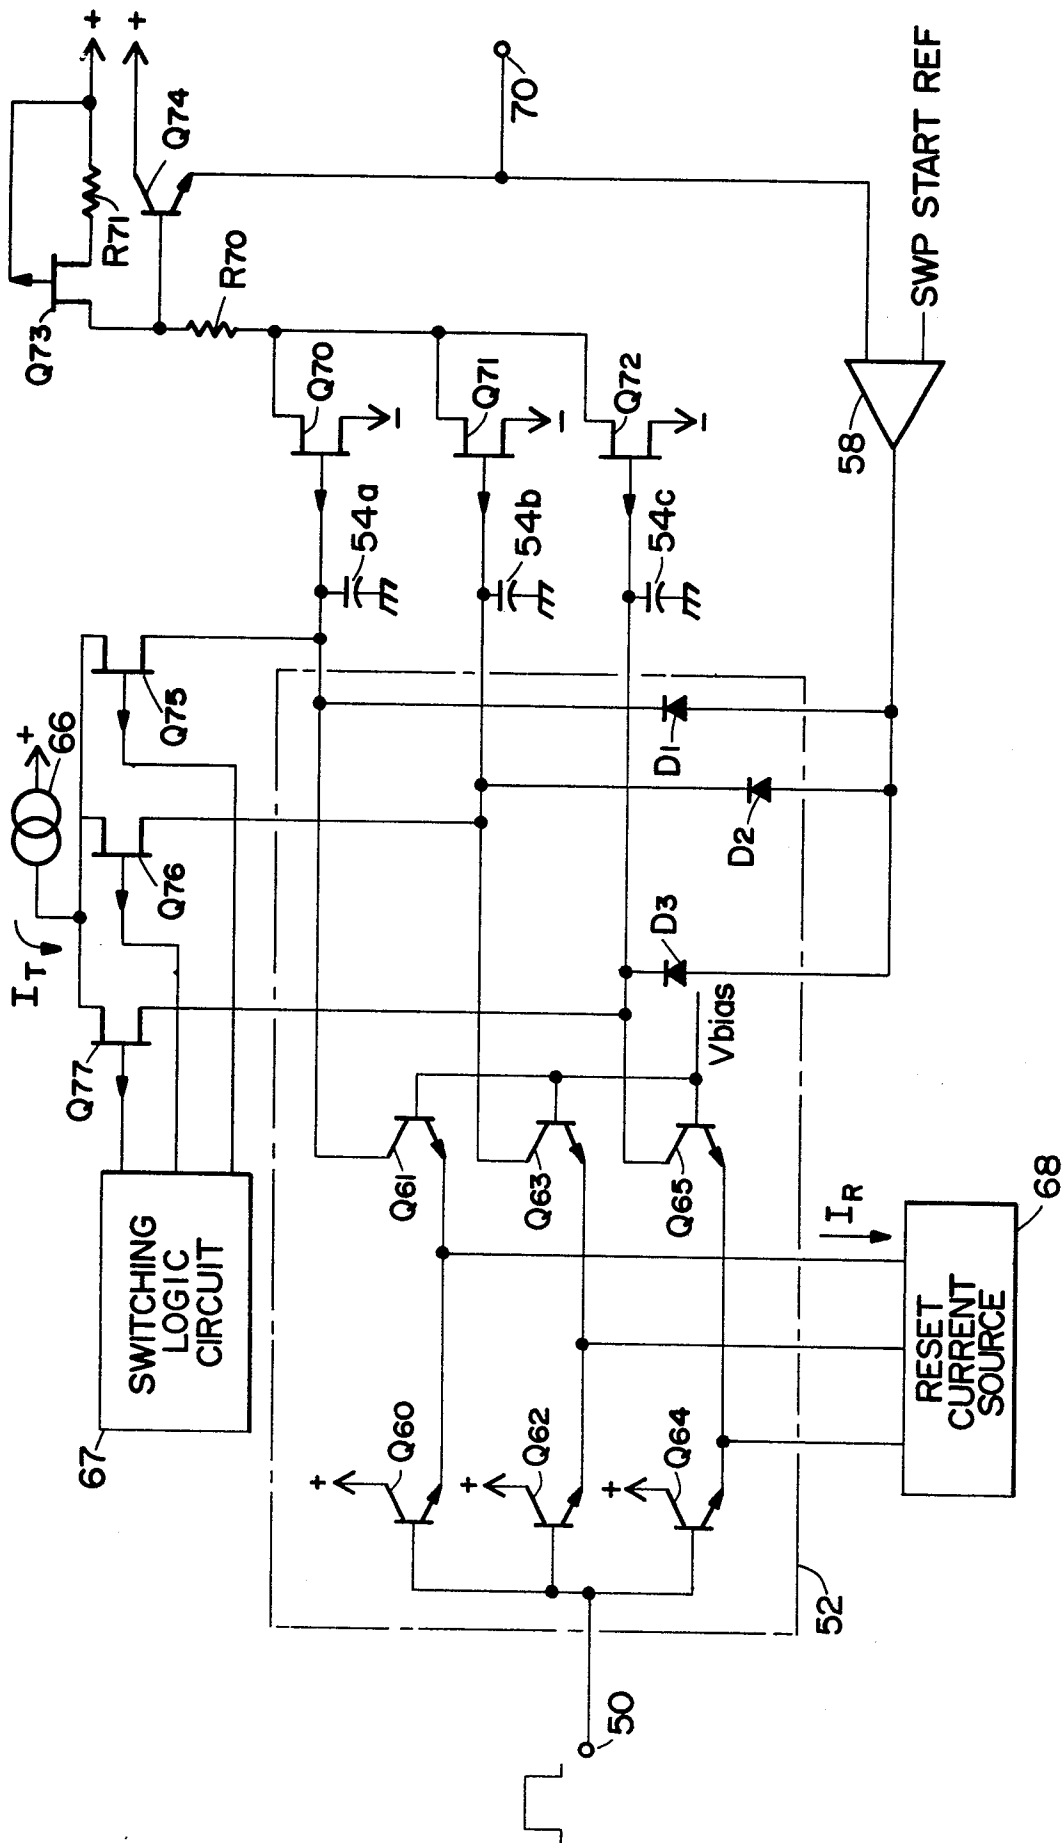 50
52
+
Q60
+
Q62
+
Q64
67
SWITCHING
LOGIC
CIRCUIT
RESET
CURRENT
SOURCE
68
IR
Q61
Q63
Q65
Vbias
Q77
Q76
Q75
IT
+
66
D3
D2
D1
54a
54b
54c
Q70
Q71
Q72
-
-
-
58
SWP START REF
Q73
R71
R70
Q74
+
+
70